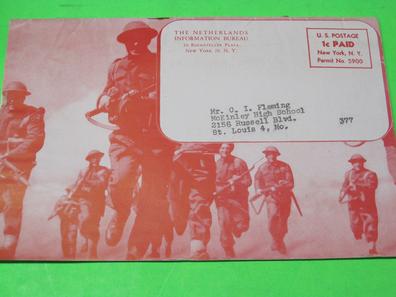 THE NETHERLANDS
INFORMATION BUREAU
10 Rockefeller Plaza,
New York, N. Y.
U. S. POSTAGE
1c PAID
New York, N. Y.
Permit No. 5900
Mr. C. I. Fleming
McKinley High School
2156 Russell Blvd.
St. Louis 4, Mo.
377